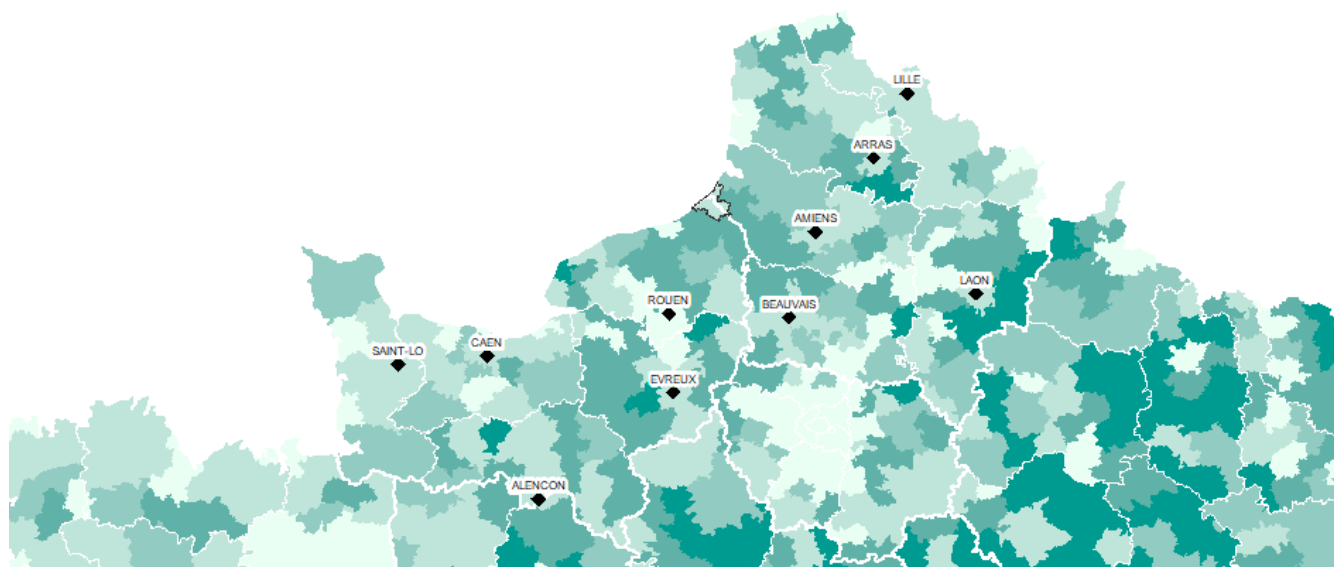 LILLE
ARRAS
AMIENS
LAON
ROUEN
BEAUVAIS
CAEN
SAINT-LO
EVREUX
ALENCON